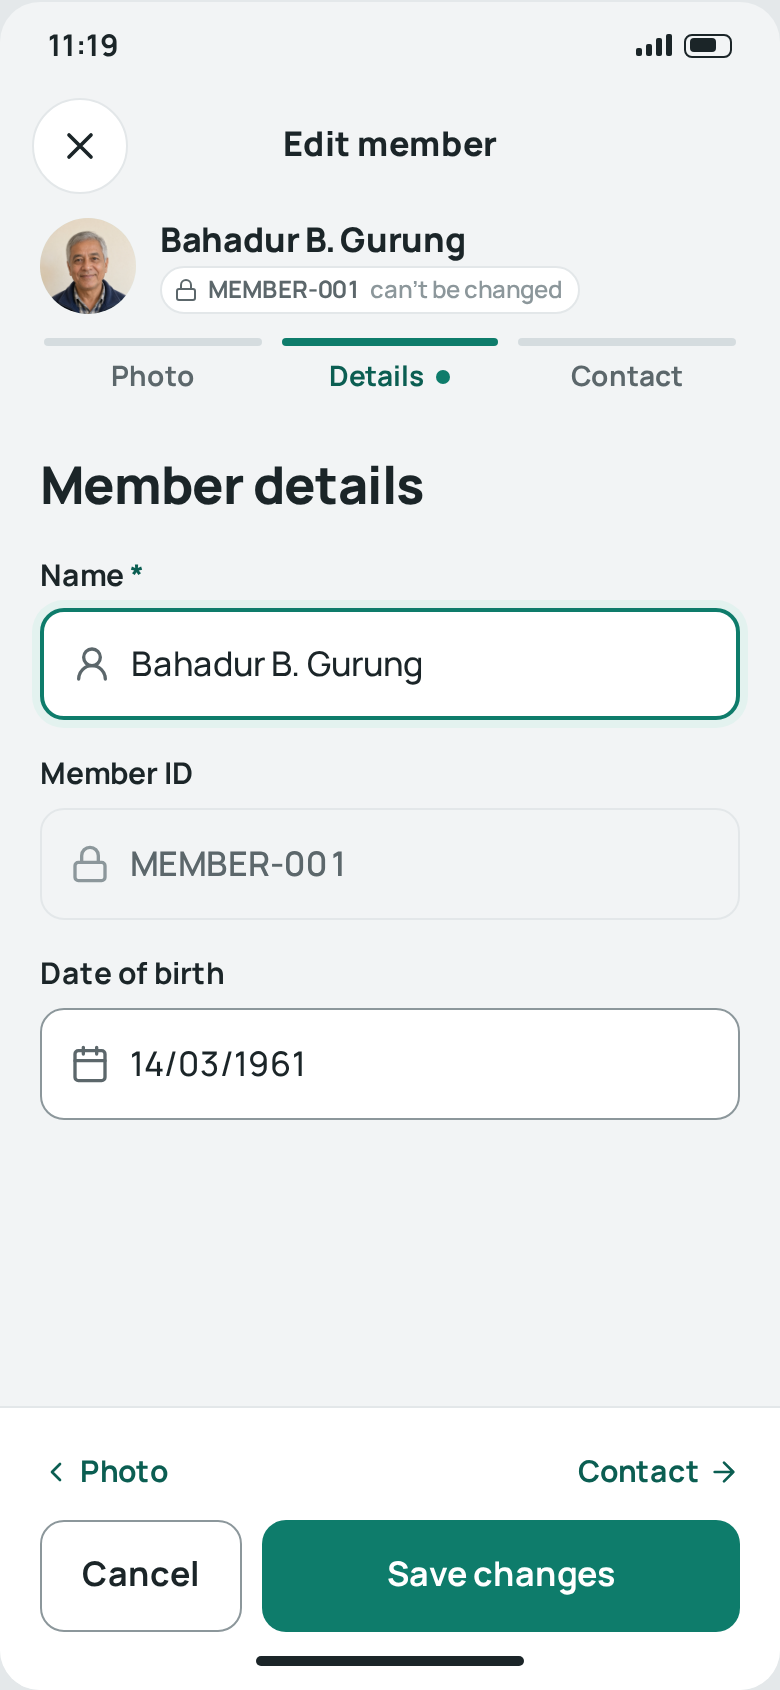 11:19
Edit member
Bahadur B. Gurung
MEMBER-001 can't be changed
Photo Details Contact
Member details
Name *
Bahadur B. Gurung
Member ID
MEMBER-001
Date of birth
14/03/1961
Photo Contact
Cancel Save changes